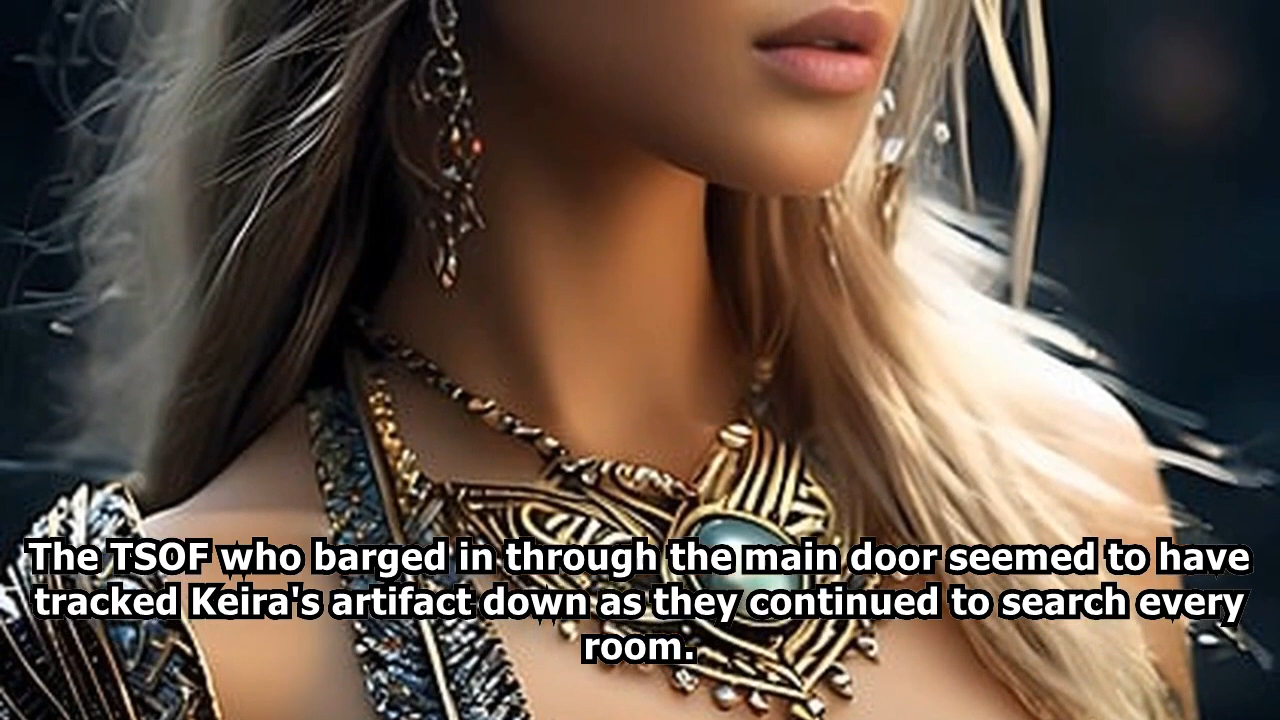 The TSOF who barged in through the main door seemed to have
tracked Keira's artifact down as they continued to search every
room.